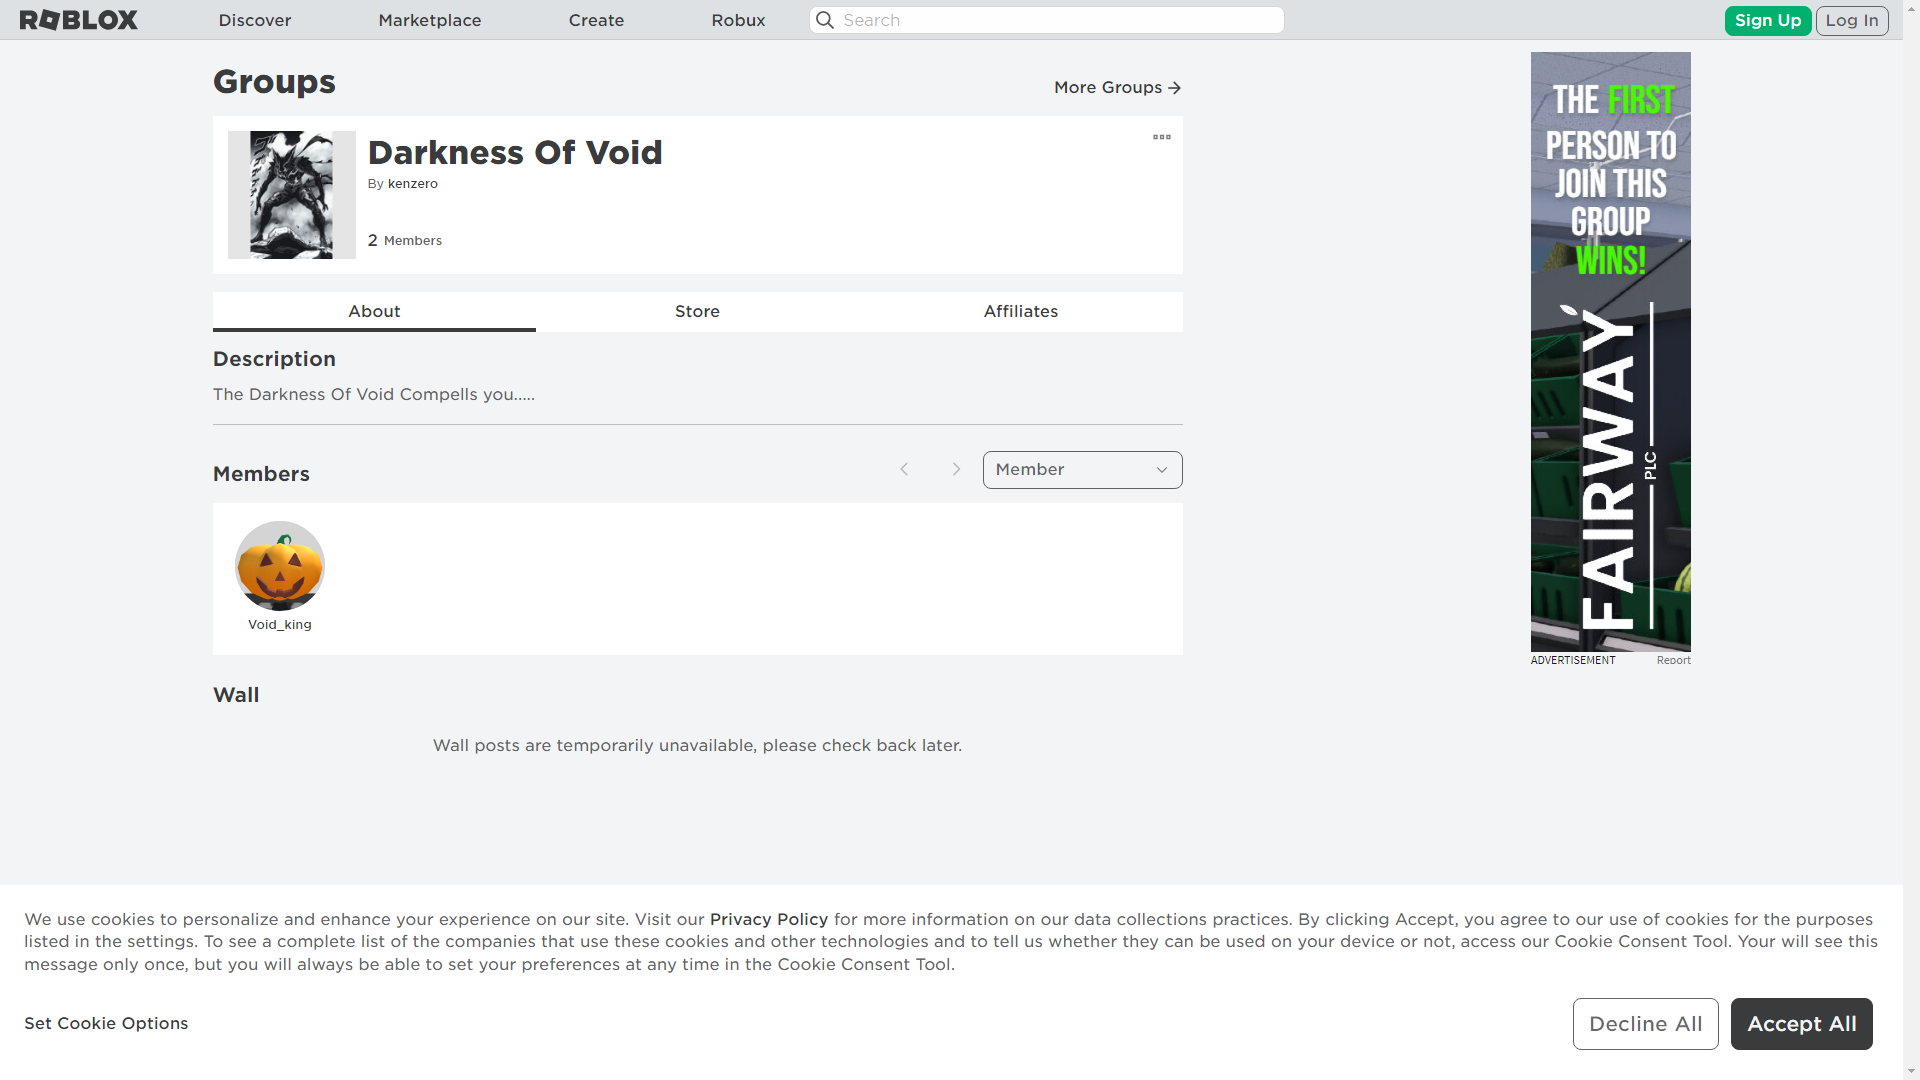 ROBLOX
Discover
Marketplace
Create
Robux
Search
Sign Up
Log In
Groups
More Groups
Darkness Of Void
By kenzero
2 Members
About
Store
Affiliates
Description
The Darkness Of Void Compells you.....
Members
Member
Void_king
Wall
Wall posts are temporarily unavailable, please check back later.
THE FIRST
PERSON TO
JOIN THIS
GROUP
WINS!
FAIRWAY
PLC
ADVERTISEMENT
Report
We use cookies to personalize and enhance your experience on our site. Visit our Privacy Policy for more information on our data collections practices. By clicking Accept, you agree to our use of cookies for the purposes
listed in the settings. To see a complete list of the companies that use these cookies and other technologies and to tell us whether they can be used on your device or not, access our Cookie Consent Tool. Your will see this
message only once, but you will always be able to set your preferences at any time in the Cookie Consent Tool.
Set Cookie Options
Decline All
Accept All